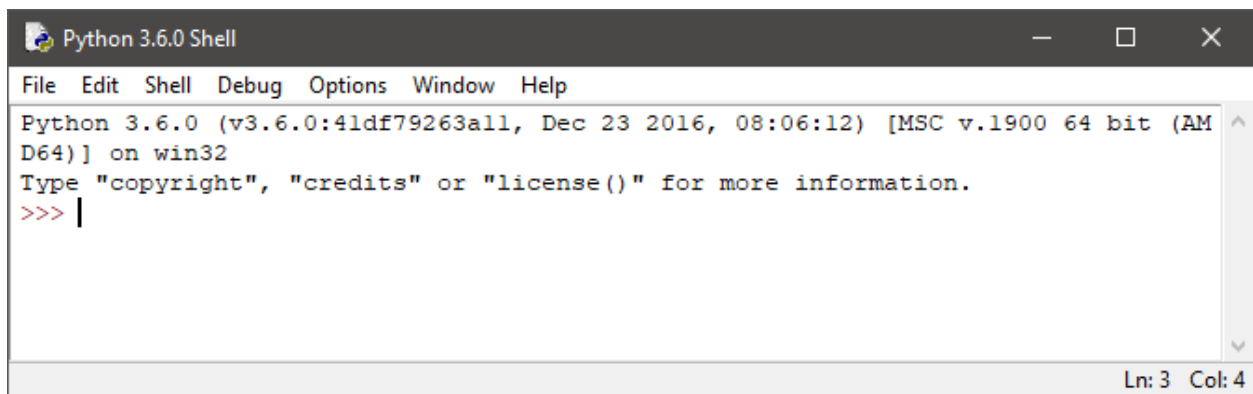 Python 3.6.0 Shell
File Edit Shell Debug Options Window Help
Python 3.6.0 (v3.6.0:41df79263a11, Dec 23 2016, 08:06:12) [MSC v.1900 64 bit (AM
D64)] on win32
Type "copyright", "credits" or "license()" for more information.
>>>
Ln: 3 Col: 4